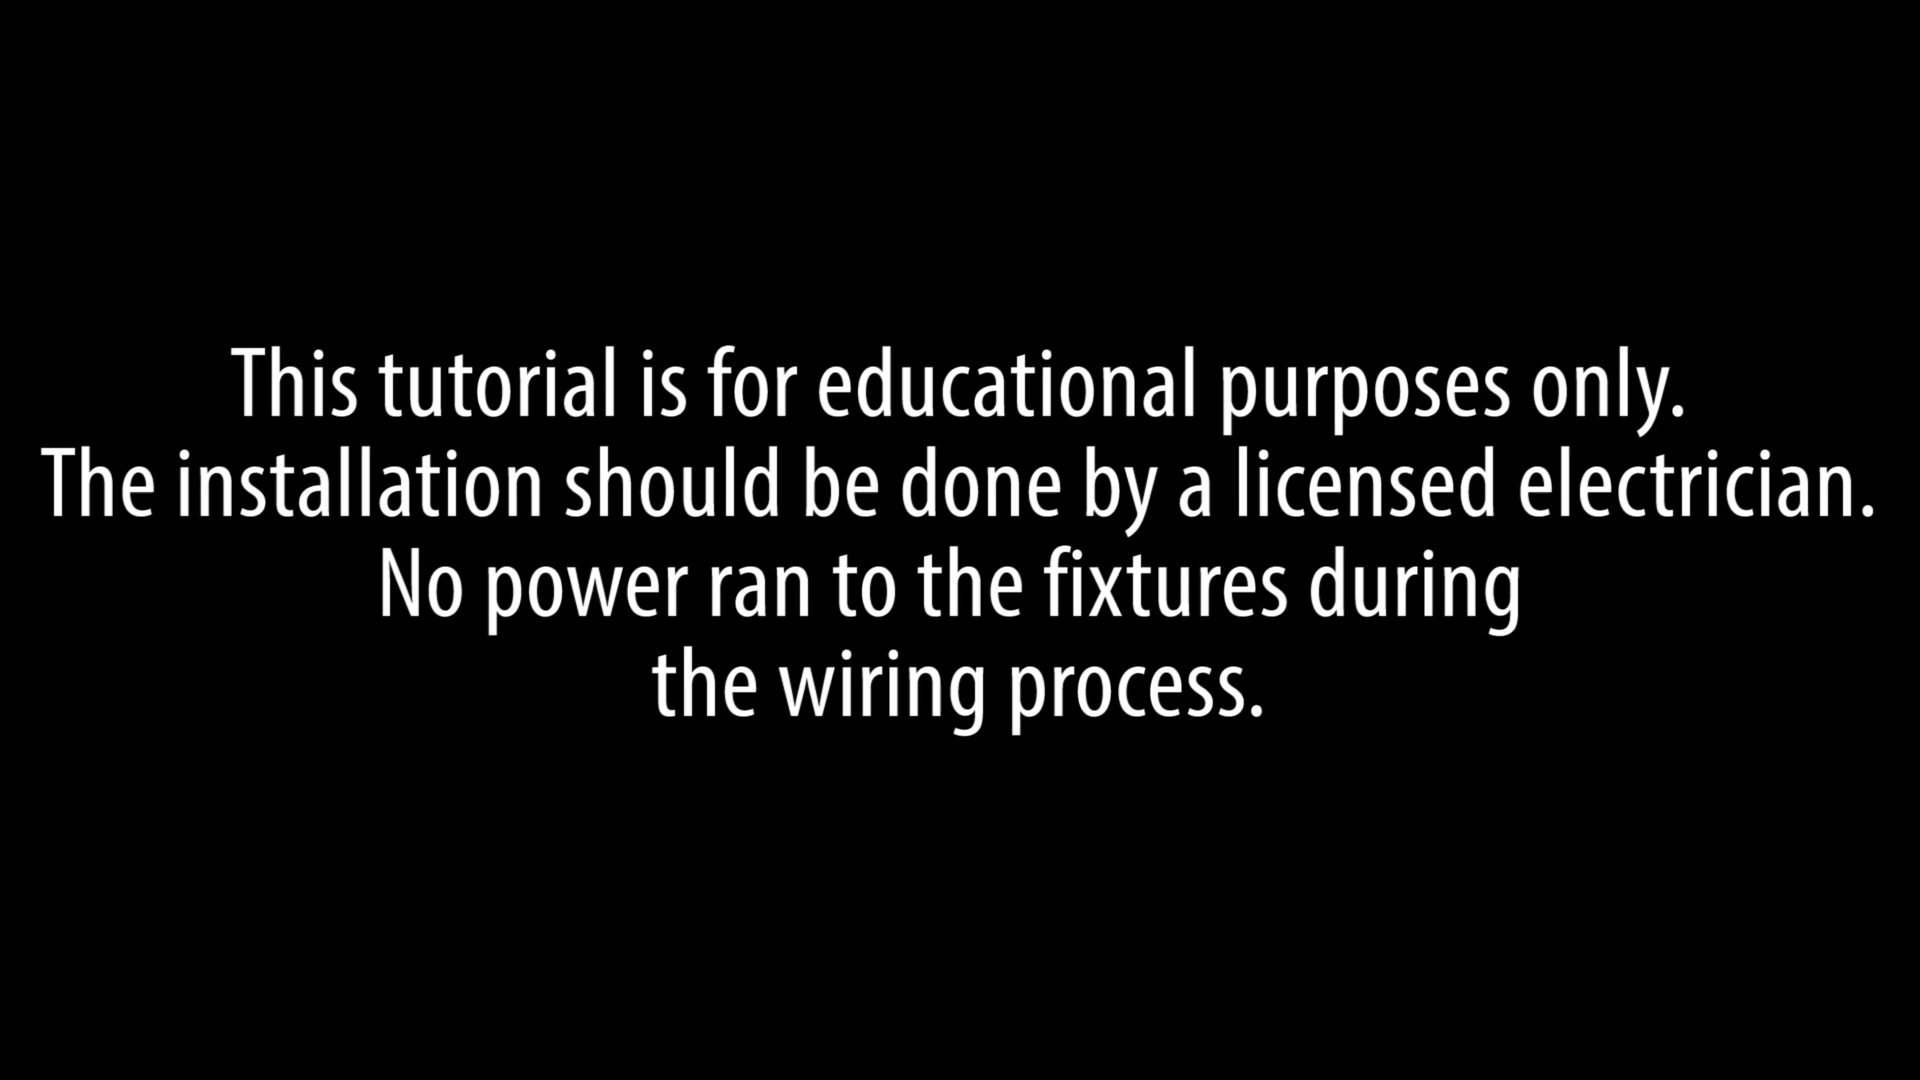 This tutorial is for educational purposes only.
The installation should be done by a licensed electrician.
No power ran to the fixtures during
the wiring process.